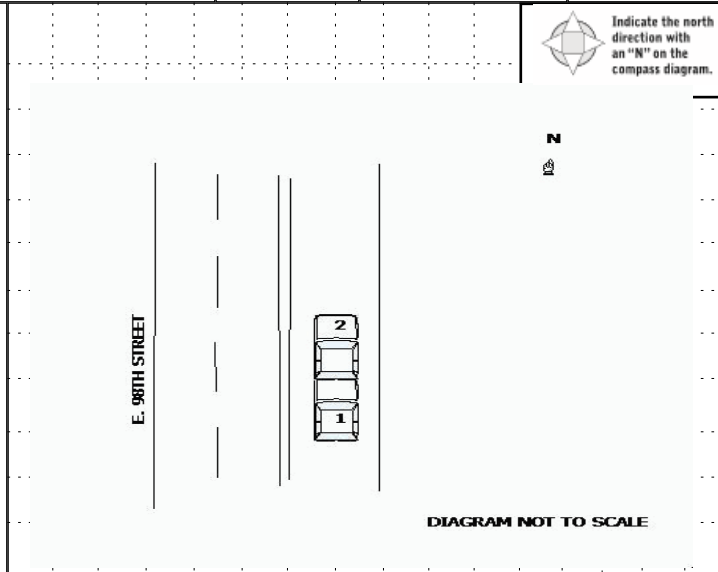 Indicate the north
direction with
an “N” on the
compass diagram.
N
E. 98TH STREET
2
1
DIAGRAM NOT TO SCALE